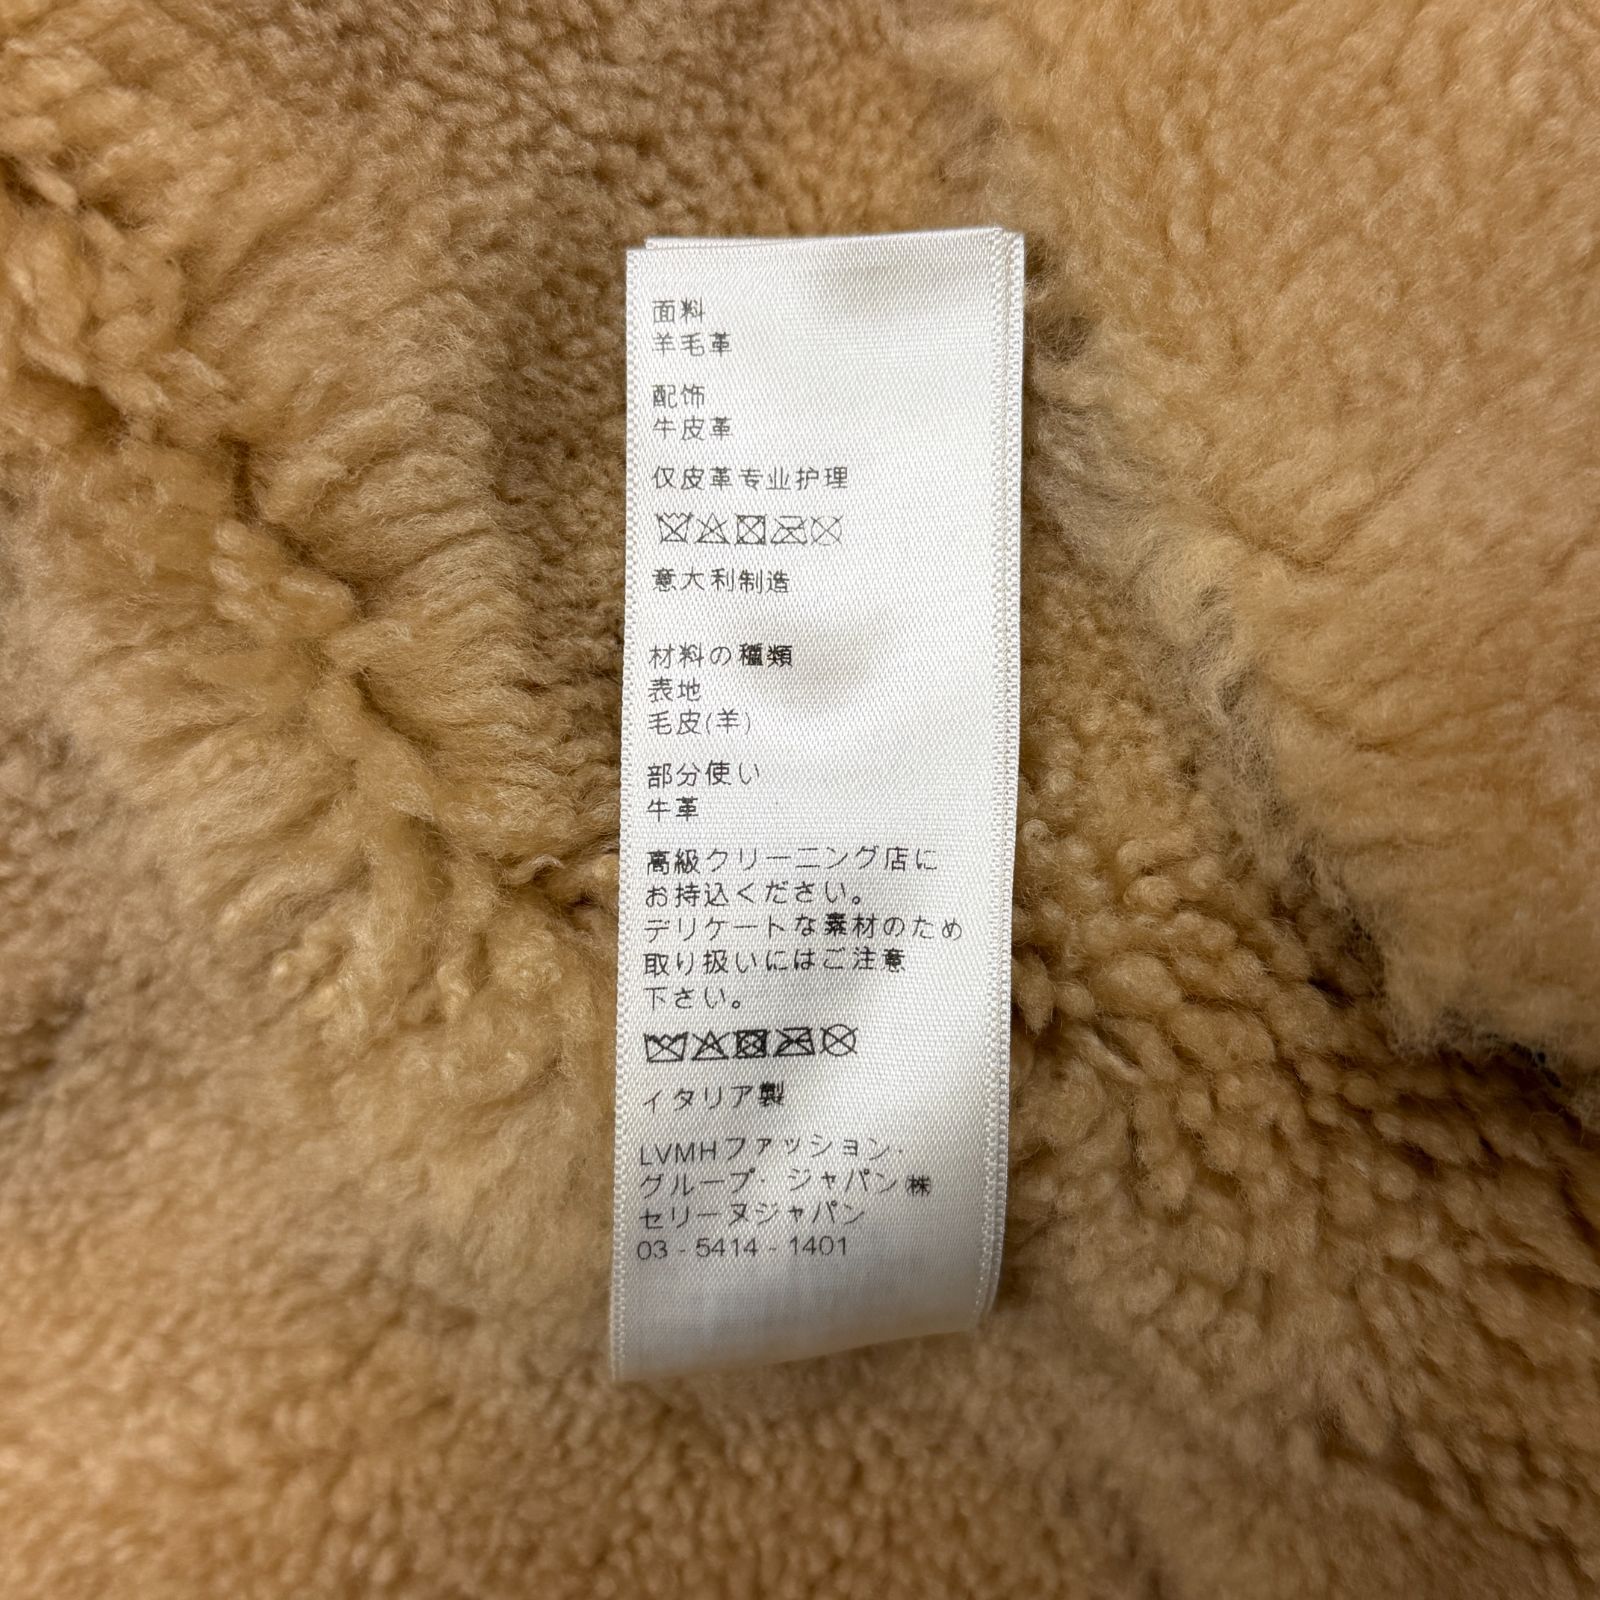 面料
羊毛革
配饰
牛皮革
仅皮革专业护理
意大利制造
材料の種類
表地
毛皮(羊)
部分使い
牛革
高級クリーニング店に
お持込ください。
デリケートな素材のため
取り扱いにはご注意
下さい。
イタリア製
LVMHファッション・
グループ・ジャパン㈱
セリーヌジャパン
03 - 5414 - 1401